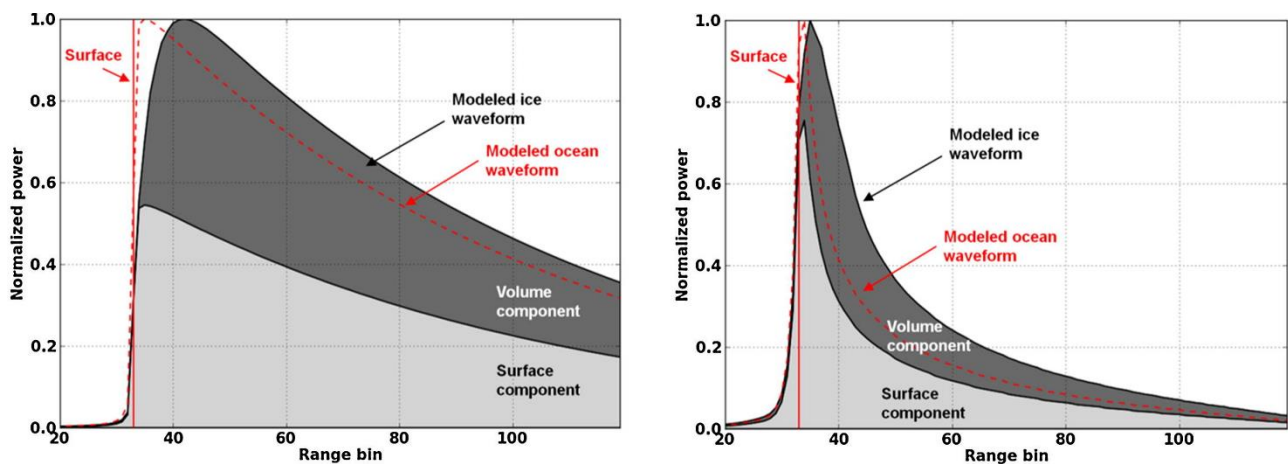 1.0
0.8
0.6
0.4
0.2
0.0
Normalized power
20
40
60
80
100
Range bin
Surface
Modeled ice
waveform
Modeled ocean
waveform
Volume
component
Surface
component
1.0
0.8
0.6
0.4
0.2
0.0
Normalized power
20
40
60
80
100
Range bin
Surface
Modeled ice
waveform
Modeled ocean
waveform
Volume
component
Surface
component